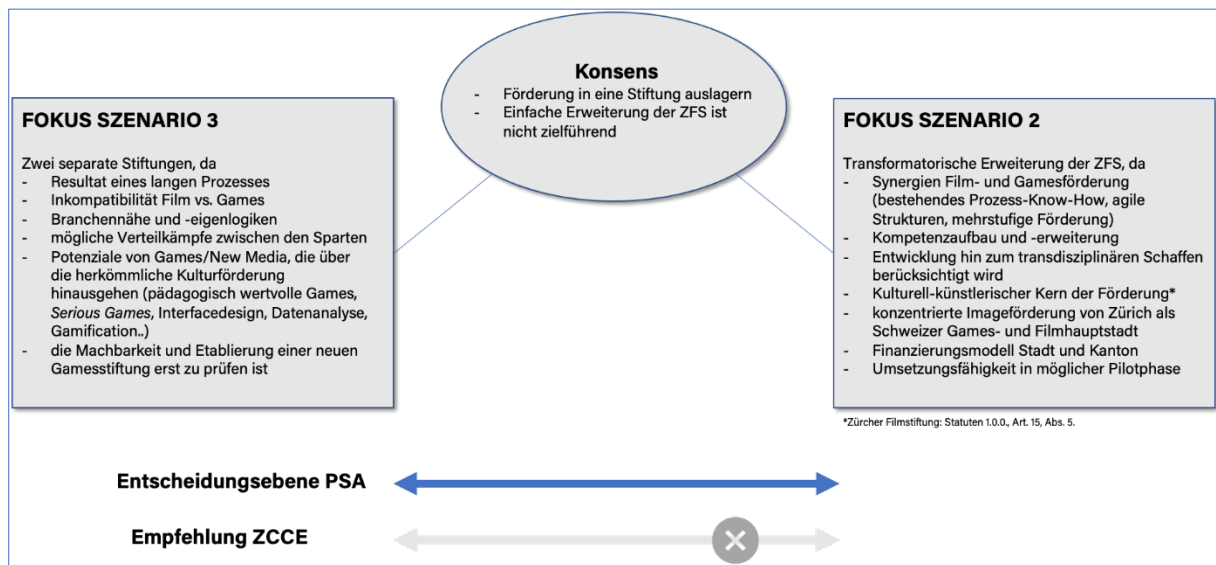 Konsens
- Förderung in eine Stiftung auslagern
- Einfache Erweiterung der ZFS ist
nicht zielführend
FOKUS SZENARIO 3
Zwei separate Stiftungen, da
- Resultat eines langen Prozesses
- Inkompatibilität Film vs. Games
- Branchennähe und -eigenlogiken
- mögliche Verteilkämpfe zwischen den Sparten
- Potenziale von Games/New Media, die über
die herkömmliche Kulturförderung
hinausgehen (pädagogisch wertvolle Games,
Serious Games, Interfacedesign, Datenanalyse,
Gamification..)
- die Machbarkeit und Etablierung einer neuen
Gamesstiftung erst zu prüfen ist
FOKUS SZENARIO 2
Transformatorische Erweiterung der ZFS, da
- Synergien Film- und Gamesförderung
(bestehendes Prozess-Know-How, agile
Strukturen, mehrstufige Förderung)
- Kompetenzaufbau und -erweiterung
- Entwicklung hin zum transdisziplinären Schaffen
berücksichtigt wird
- Kulturell-künstlerischer Kern der Förderung*
- konzentrierte Imageförderung von Zürich als
Schweizer Games- und Filmhauptstadt
- Finanzierungsmodell Stadt und Kanton
- Umsetzungsfähigkeit in möglicher Pilotphase
*Zürcher Filmstiftung: Statuten 1.0.0., Art. 15, Abs. 5.
Entscheidungsebene PSA
Empfehlung ZCCE